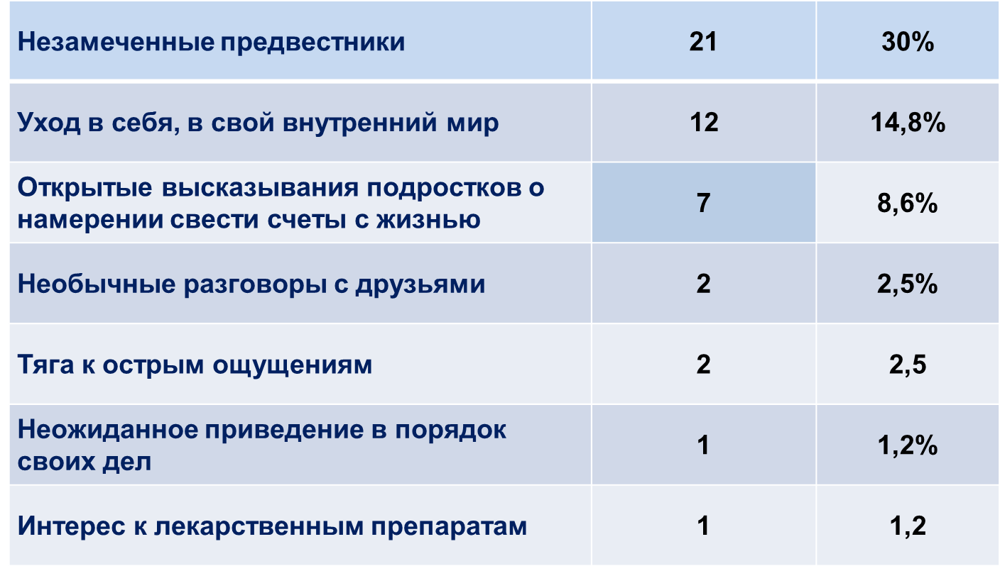 Незамеченные предвестники 21 30%
Уход в себя, в свой внутренний мир 12 14,8%
Открытые высказывания подростков о
намерении свести счеты с жизнью 7 8,6%
Необычные разговоры с друзьями 2 2,5%
Тяга к острым ощущениям 2 2,5
Неожиданное приведение в порядок
своих дел 1 1,2%
Интерес к лекарственным препаратам 1 1,2